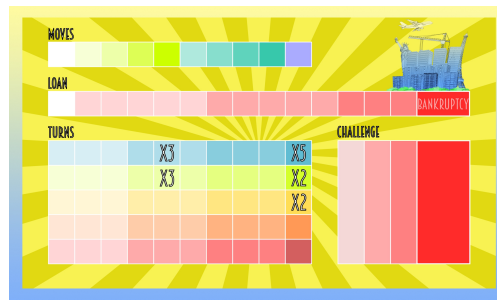 MOVES
LOAN
BANKRUPTCY
TURNS
CHALLENGE
X3
X5
X3
X2
X2